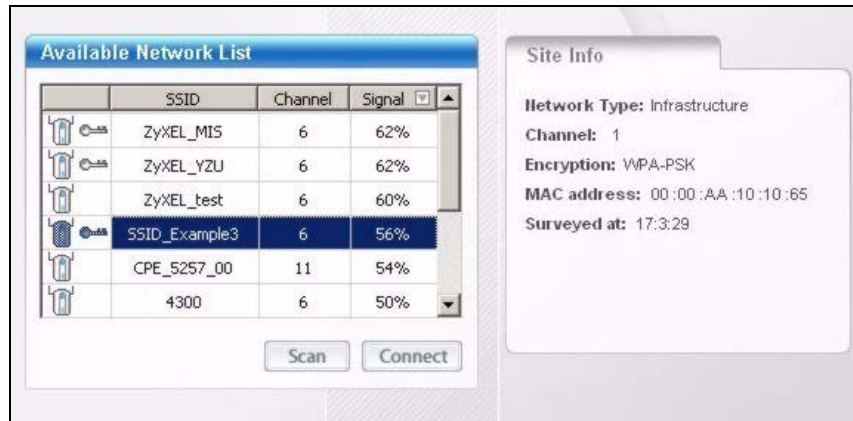 Available Network List
SSID Channel Signal
ZyXEL_MIS 6 62%
ZyXEL_YZU 6 62%
ZyXEL_test 6 60%
SSID_Example3 6 56%
CPE_5257_00 11 54%
4300 6 50%
Scan Connect
Site Info
Network Type: Infrastructure
Channel: 1
Encryption: WPA-PSK
MAC address: 00:00:AA:10:10:65
Surveyed at: 17:3:29